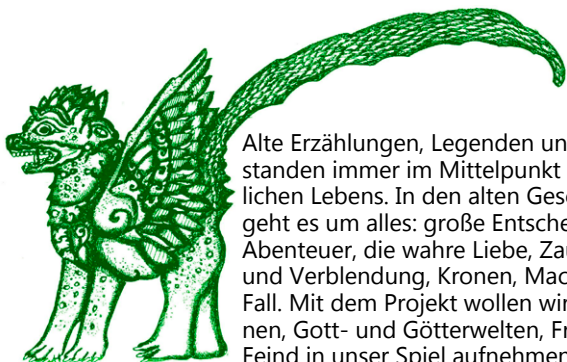 Alte Erzählungen, Legenden un
standen immer im Mittelpunkt
lichen Lebens. In den alten Gesc
geht es um alles: große Entsche
Abenteuer, die wahre Liebe, Zau
und Verblendung, Kronen, Mac
Fall. Mit dem Projekt wollen wir
nen, Gott- und Götterwelten, Fr
Feind in unser Spiel aufnehmen